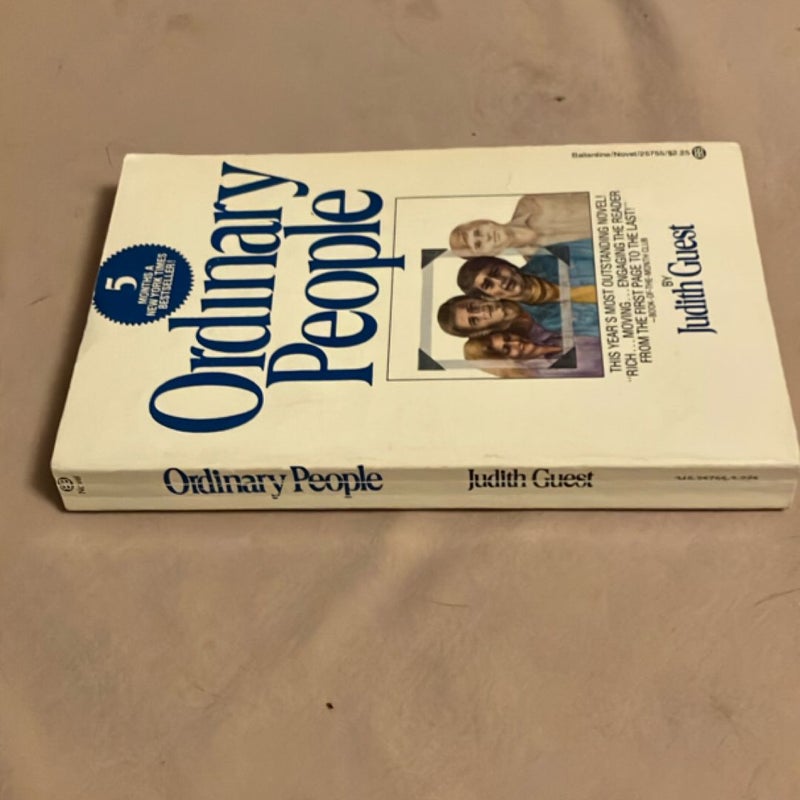 Ballantine/Novel/25755/$2.25
5
MONTHS A
NEW YORK TIMES
BESTSELLER!
Ordinary
People
THIS YEAR'S MOST OUTSTANDING NOVEL!
"RICH...MOVING...ENGAGING THE READER
FROM THE FIRST PAGE TO THE LAST!"
—BOOK-OF-THE-MONTH CLUB
BY
Judith Guest
Ordinary People Judith Guest